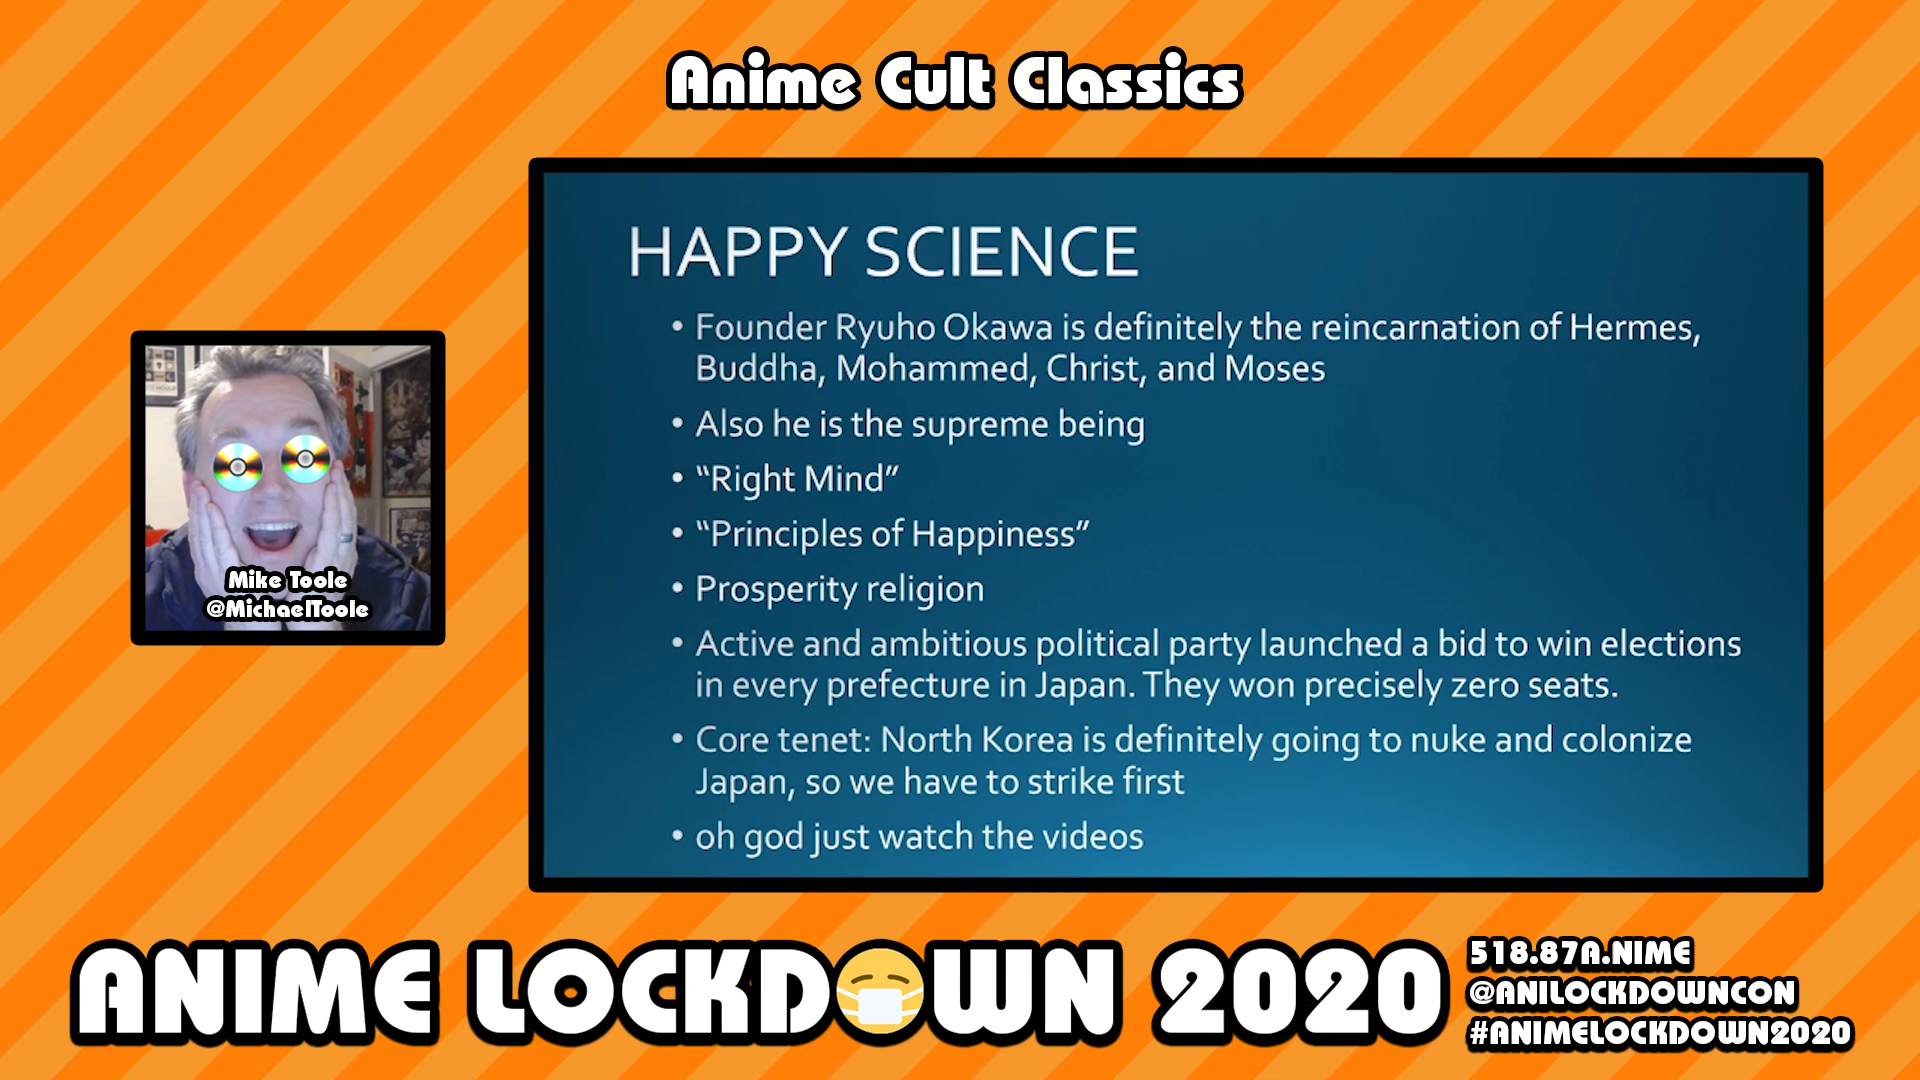 Anime Cult Classics
HAPPY SCIENCE
• Founder Ryuho Okawa is definitely the reincarnation of Hermes,
Buddha, Mohammed, Christ, and Moses
• Also he is the supreme being
• “Right Mind”
• “Principles of Happiness”
• Prosperity religion
• Active and ambitious political party launched a bid to win elections
in every prefecture in Japan. They won precisely zero seats.
• Core tenet: North Korea is definitely going to nuke and colonize
Japan, so we have to strike first
• oh god just watch the videos
Mike Toole
@MichaelToole
ANIME LOCKDOWN 2020
518.87A.NIME
@ANILOCKDOWNCON
#ANIMELOCKDOWN2020